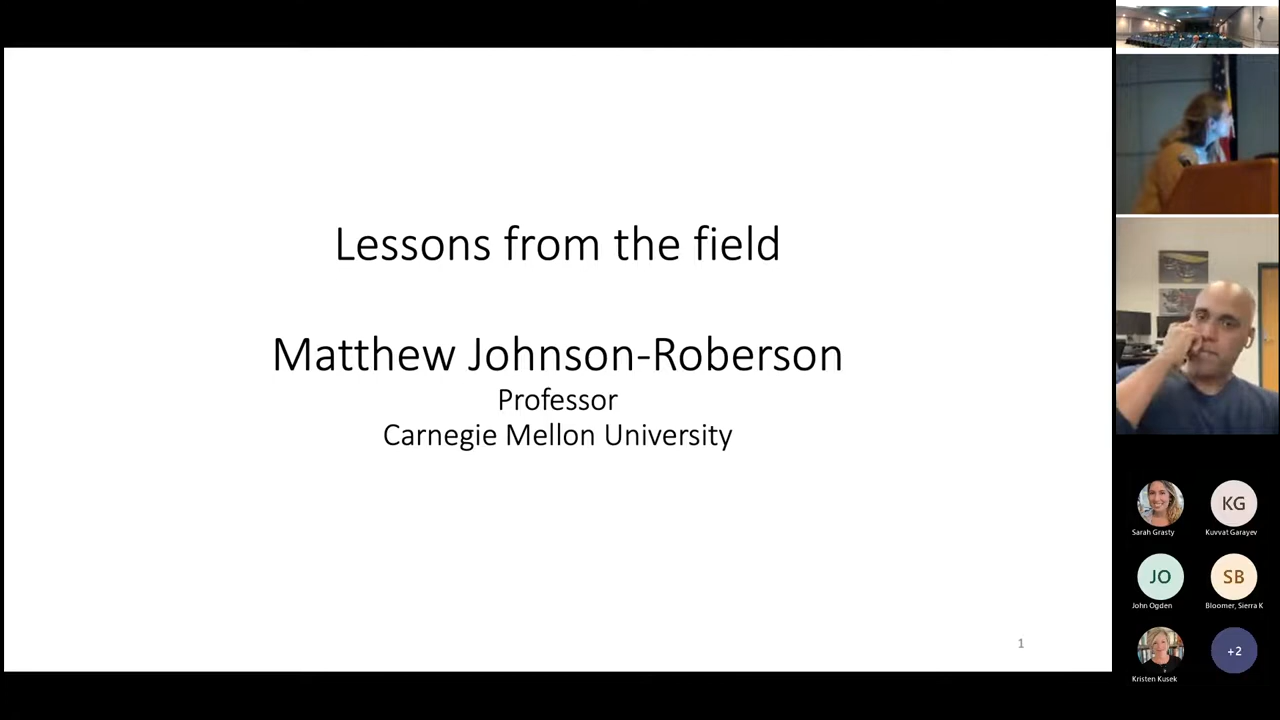 Lessons from the field
Matthew Johnson-Roberson
Professor
Carnegie Mellon University
1
KG
Sarah Grasty
Kuvvat Garayev
JO
SB
John Ogden
Bloomer, Sierra K
+2
Kristen Kusek